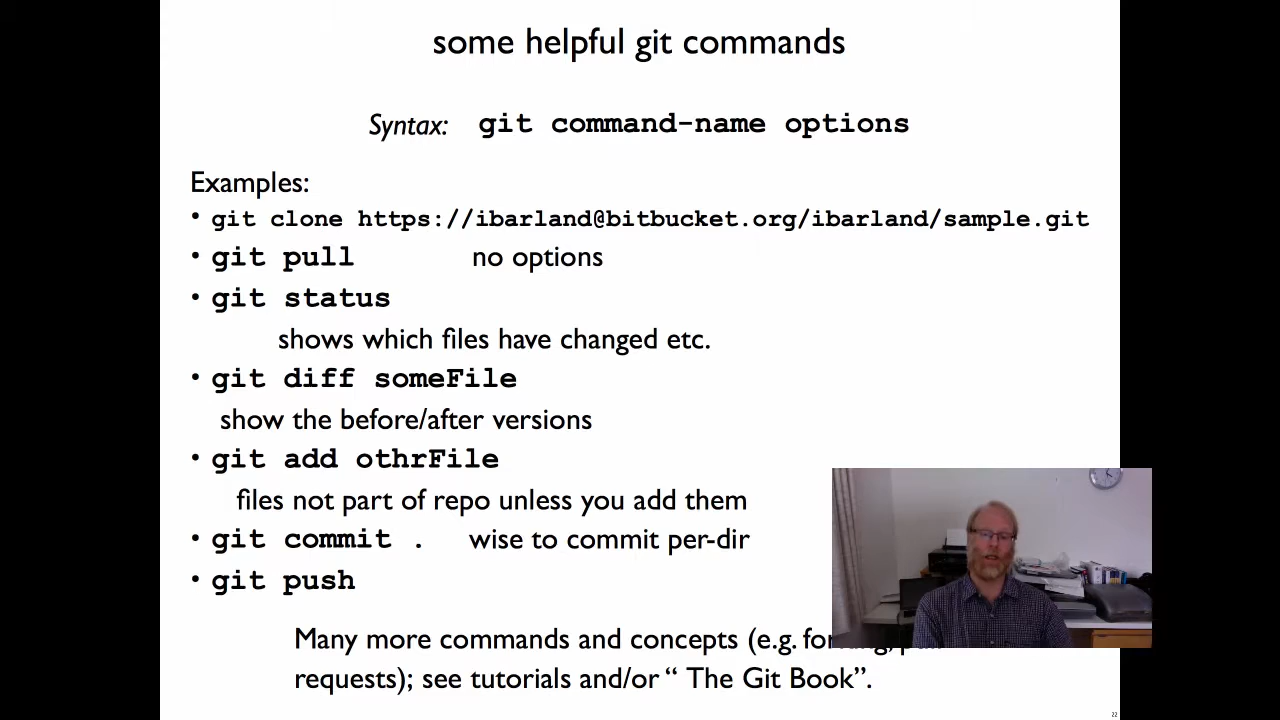 some helpful git commands
Syntax: git command-name options
Examples:
• git clone https://ibarland@bitbucket.org/ibarland/sample.git
• git pull no options
• git status
shows which files have changed etc.
• git diff someFile
show the before/after versions
• git add othrFile
files not part of repo unless you add them
• git commit . wise to commit per-dir
• git push
Many more commands and concepts (e.g.
requests); see tutorials and/or “ The Git Book”.
22